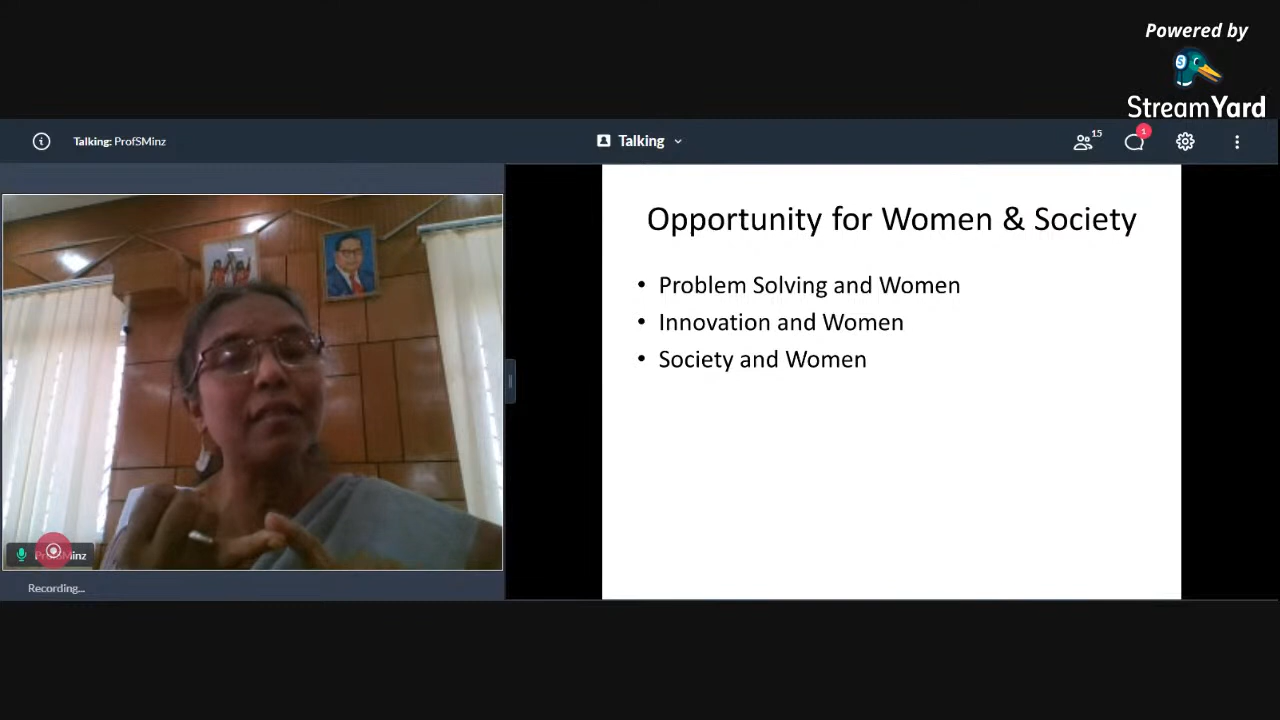 Powered by
S
StreamYard
Talking: ProfSMinz
Talking
15
1
Opportunity for Women & Society
• Problem Solving and Women
• Innovation and Women
• Society and Women
ProfSMinz
Recording...